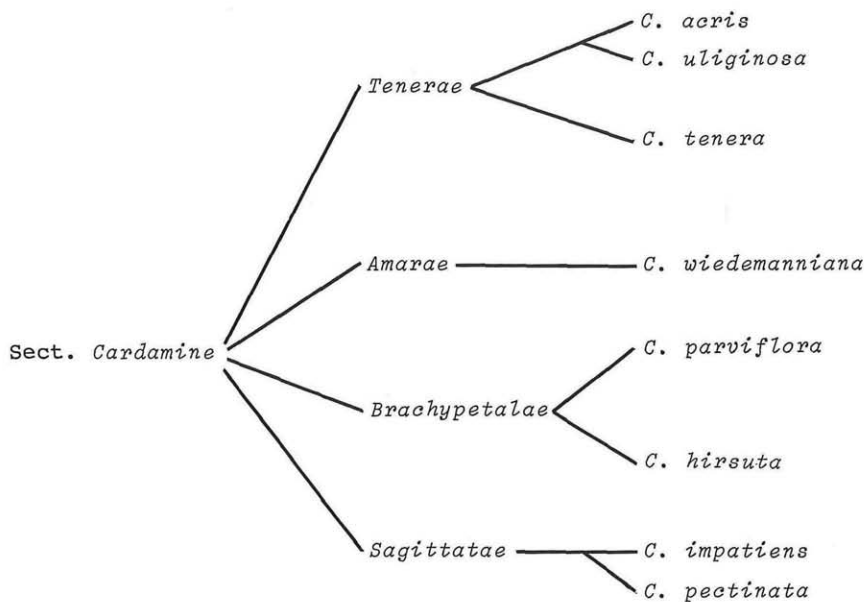 C. acris
C. uliginosa
Tenerae
C. tenera
Amarae
C. wiedemanniana
C. parviflora
Sect. Cardamine
Brachypetalae
C. hirsuta
Sagittatae
C. impatiens
C. pectinata